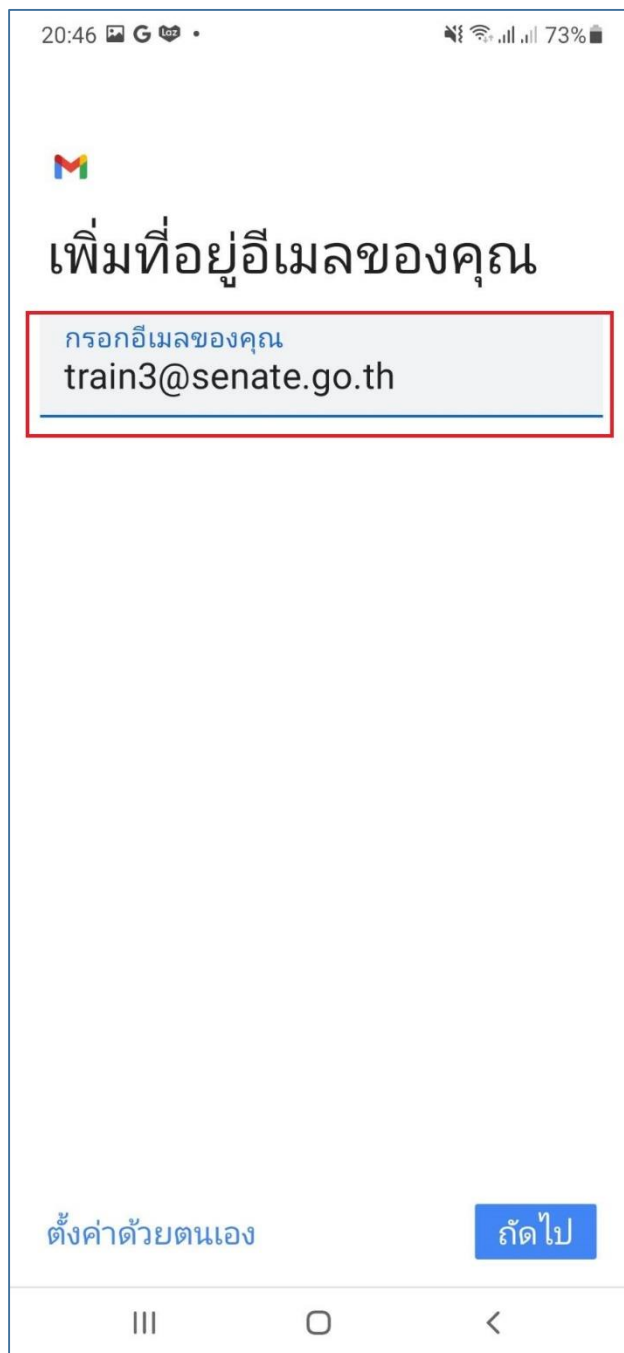 20:46 G Laz 73%
เพิ่มที่อยู่อีเมลของคุณ
กรอกอีเมลของคุณ
train3@senate.go.th
ตั้งค่าด้วยตนเอง ถัดไป